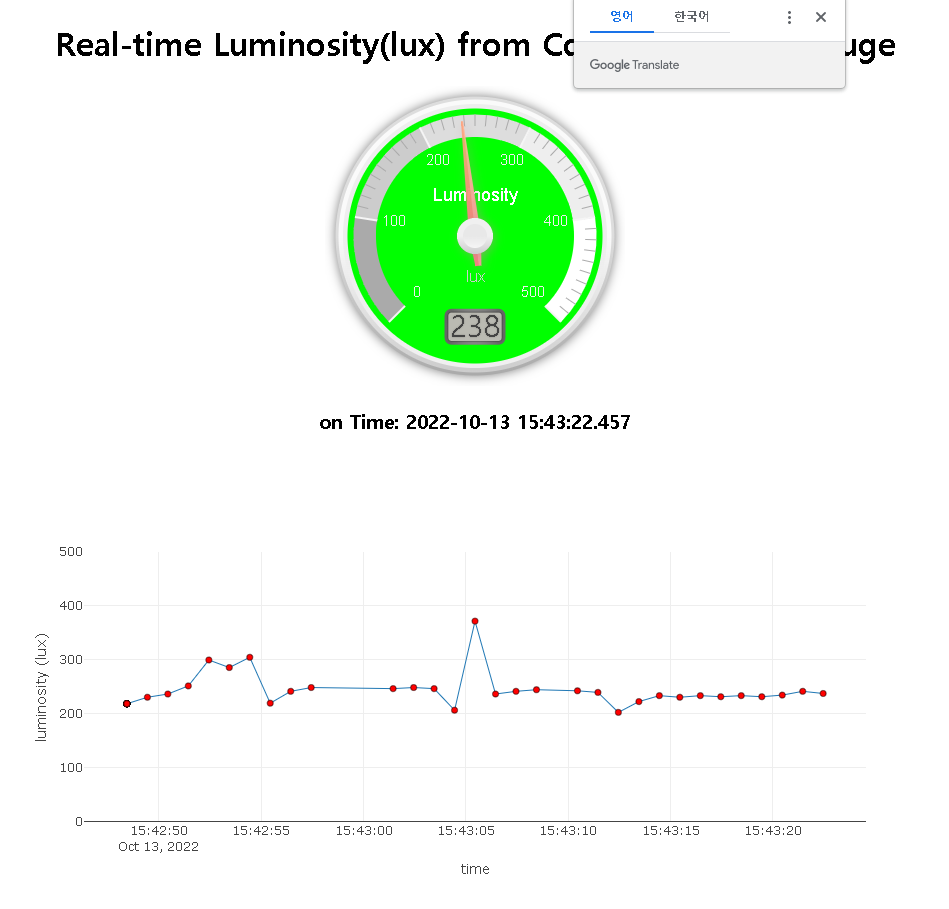 영어 한국어
Real-time Luminosity(lux) from Co uge
Google Translate
200 300
Luminosity
100 400
lux
0 500
238
on Time: 2022-10-13 15:43:22.457
500
400
300
200
100
0
luminosity (lux)
15:42:50 15:42:55 15:43:00 15:43:05 15:43:10 15:43:15 15:43:20
Oct 13, 2022
time